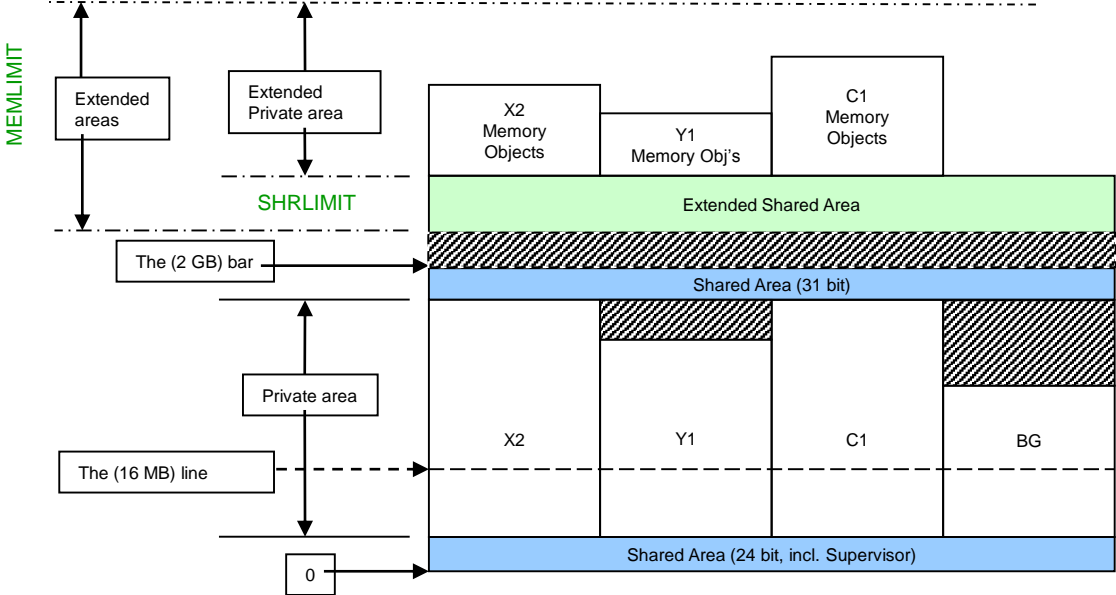 MEMLIMIT
Extended
areas
Extended
Private area
X2
Memory
Objects
Y1
Memory Obj's
C1
Memory
Objects
SHRLIMIT
Extended Shared Area
The (2 GB) bar
Shared Area (31 bit)
Private area
X2
Y1
C1
BG
The (16 MB) line
Shared Area (24 bit, incl. Supervisor)
0